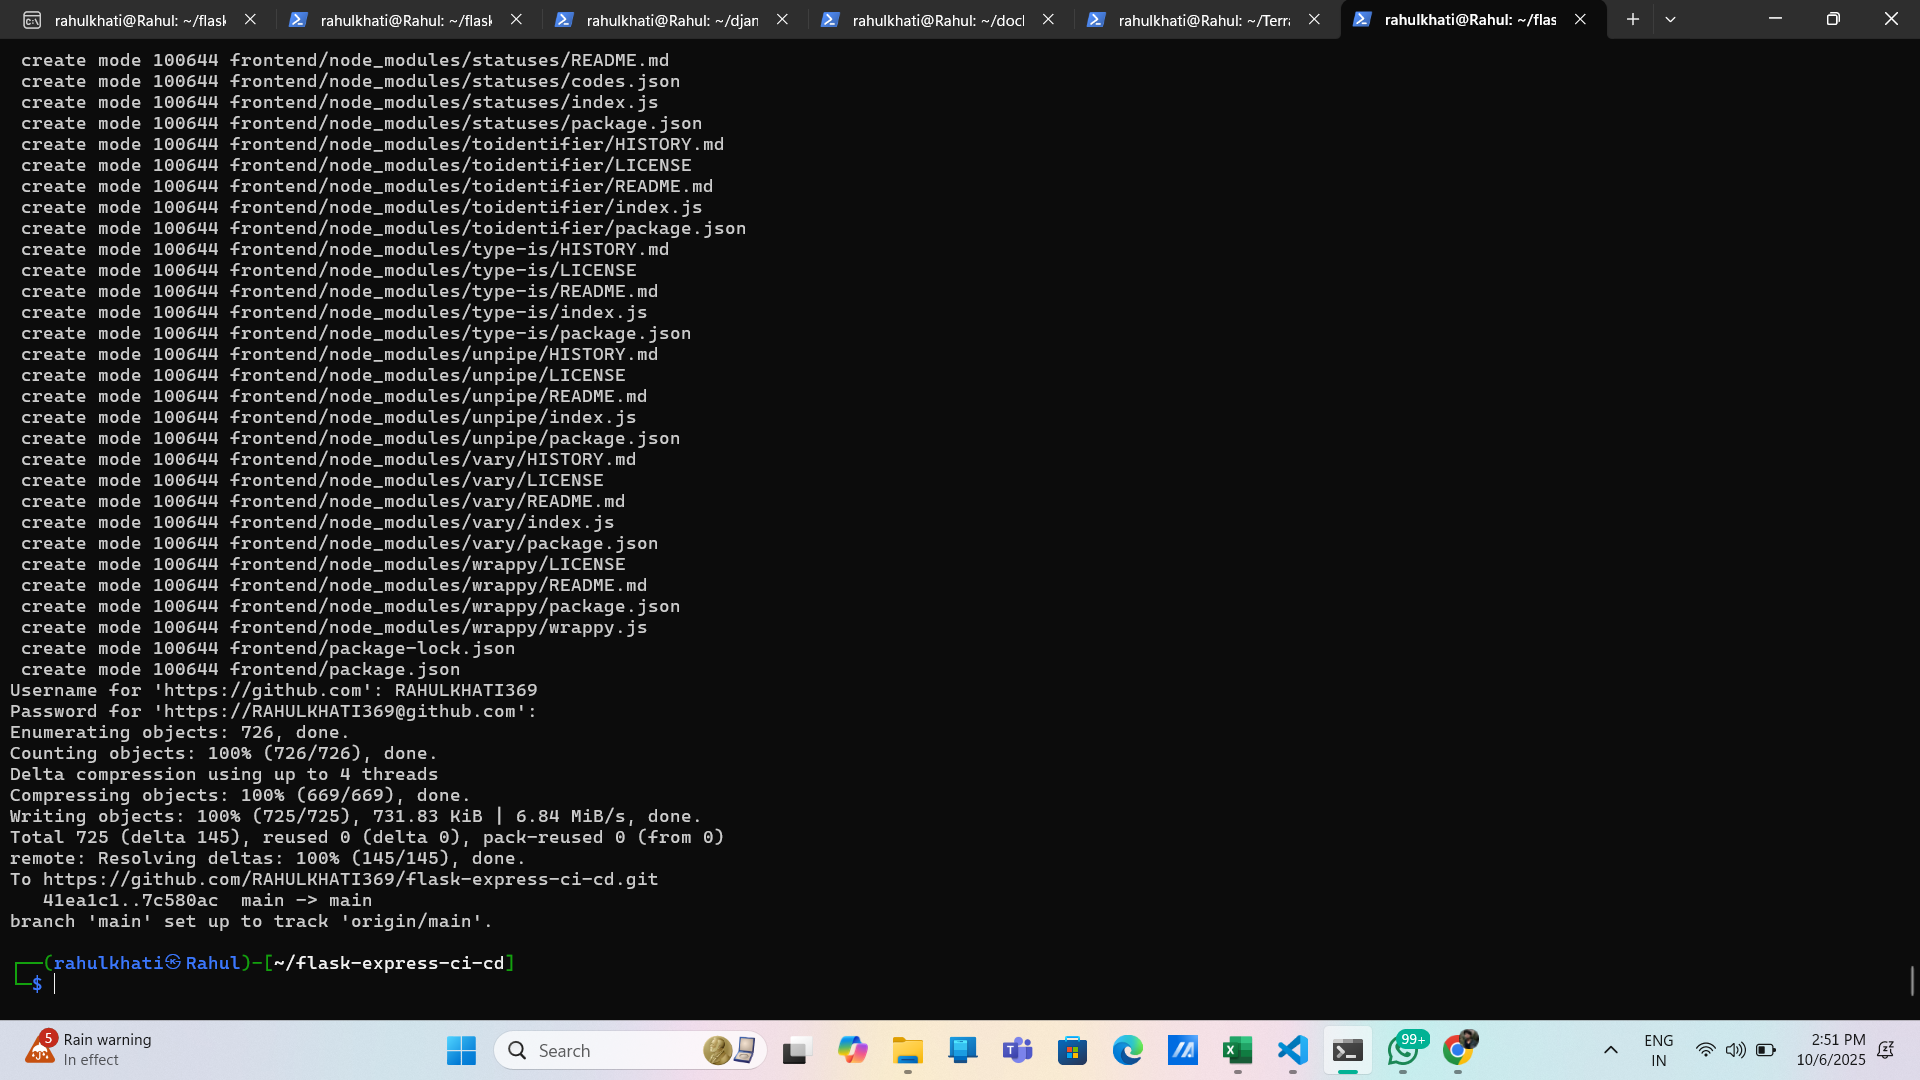 rahulkhati@Rahul: ~/flask
rahulkhati@Rahul: ~/flask
rahulkhati@Rahul: ~/djan
rahulkhati@Rahul: ~/docl
rahulkhati@Rahul: ~/Terra
rahulkhati@Rahul: ~/flas
create mode 100644 frontend/node_modules/statuses/README.md
create mode 100644 frontend/node_modules/statuses/codes.json
create mode 100644 frontend/node_modules/statuses/index.js
create mode 100644 frontend/node_modules/statuses/package.json
create mode 100644 frontend/node_modules/toidentifier/HISTORY.md
create mode 100644 frontend/node_modules/toidentifier/LICENSE
create mode 100644 frontend/node_modules/toidentifier/README.md
create mode 100644 frontend/node_modules/toidentifier/index.js
create mode 100644 frontend/node_modules/toidentifier/package.json
create mode 100644 frontend/node_modules/type-is/HISTORY.md
create mode 100644 frontend/node_modules/type-is/LICENSE
create mode 100644 frontend/node_modules/type-is/README.md
create mode 100644 frontend/node_modules/type-is/index.js
create mode 100644 frontend/node_modules/type-is/package.json
create mode 100644 frontend/node_modules/unpipe/HISTORY.md
create mode 100644 frontend/node_modules/unpipe/LICENSE
create mode 100644 frontend/node_modules/unpipe/README.md
create mode 100644 frontend/node_modules/unpipe/index.js
create mode 100644 frontend/node_modules/unpipe/package.json
create mode 100644 frontend/node_modules/vary/HISTORY.md
create mode 100644 frontend/node_modules/vary/LICENSE
create mode 100644 frontend/node_modules/vary/README.md
create mode 100644 frontend/node_modules/vary/index.js
create mode 100644 frontend/node_modules/vary/package.json
create mode 100644 frontend/node_modules/wrappy/LICENSE
create mode 100644 frontend/node_modules/wrappy/README.md
create mode 100644 frontend/node_modules/wrappy/package.json
create mode 100644 frontend/node_modules/wrappy/wrappy.js
create mode 100644 frontend/package-lock.json
create mode 100644 frontend/package.json
Username for 'https://github.com': RAHULKHATI369
Password for 'https://RAHULKHATI369@github.com':
Enumerating objects: 726, done.
Counting objects: 100% (726/726), done.
Delta compression using up to 4 threads
Compressing objects: 100% (669/669), done.
Writing objects: 100% (725/725), 731.83 KiB | 6.84 MiB/s, done.
Total 725 (delta 145), reused 0 (delta 0), pack-reused 0 (from 0)
remote: Resolving deltas: 100% (145/145), done.
To https://github.com/RAHULKHATI369/flask-express-ci-cd.git
41ea1c1..7c580ac  main -> main
branch 'main' set up to track 'origin/main'.
┌──(rahulkhati㉿Rahul)-[~/flask-express-ci-cd]
└─$
5
Rain warning
In effect
Search
99+
ENG
IN
2:51 PM
10/6/2025